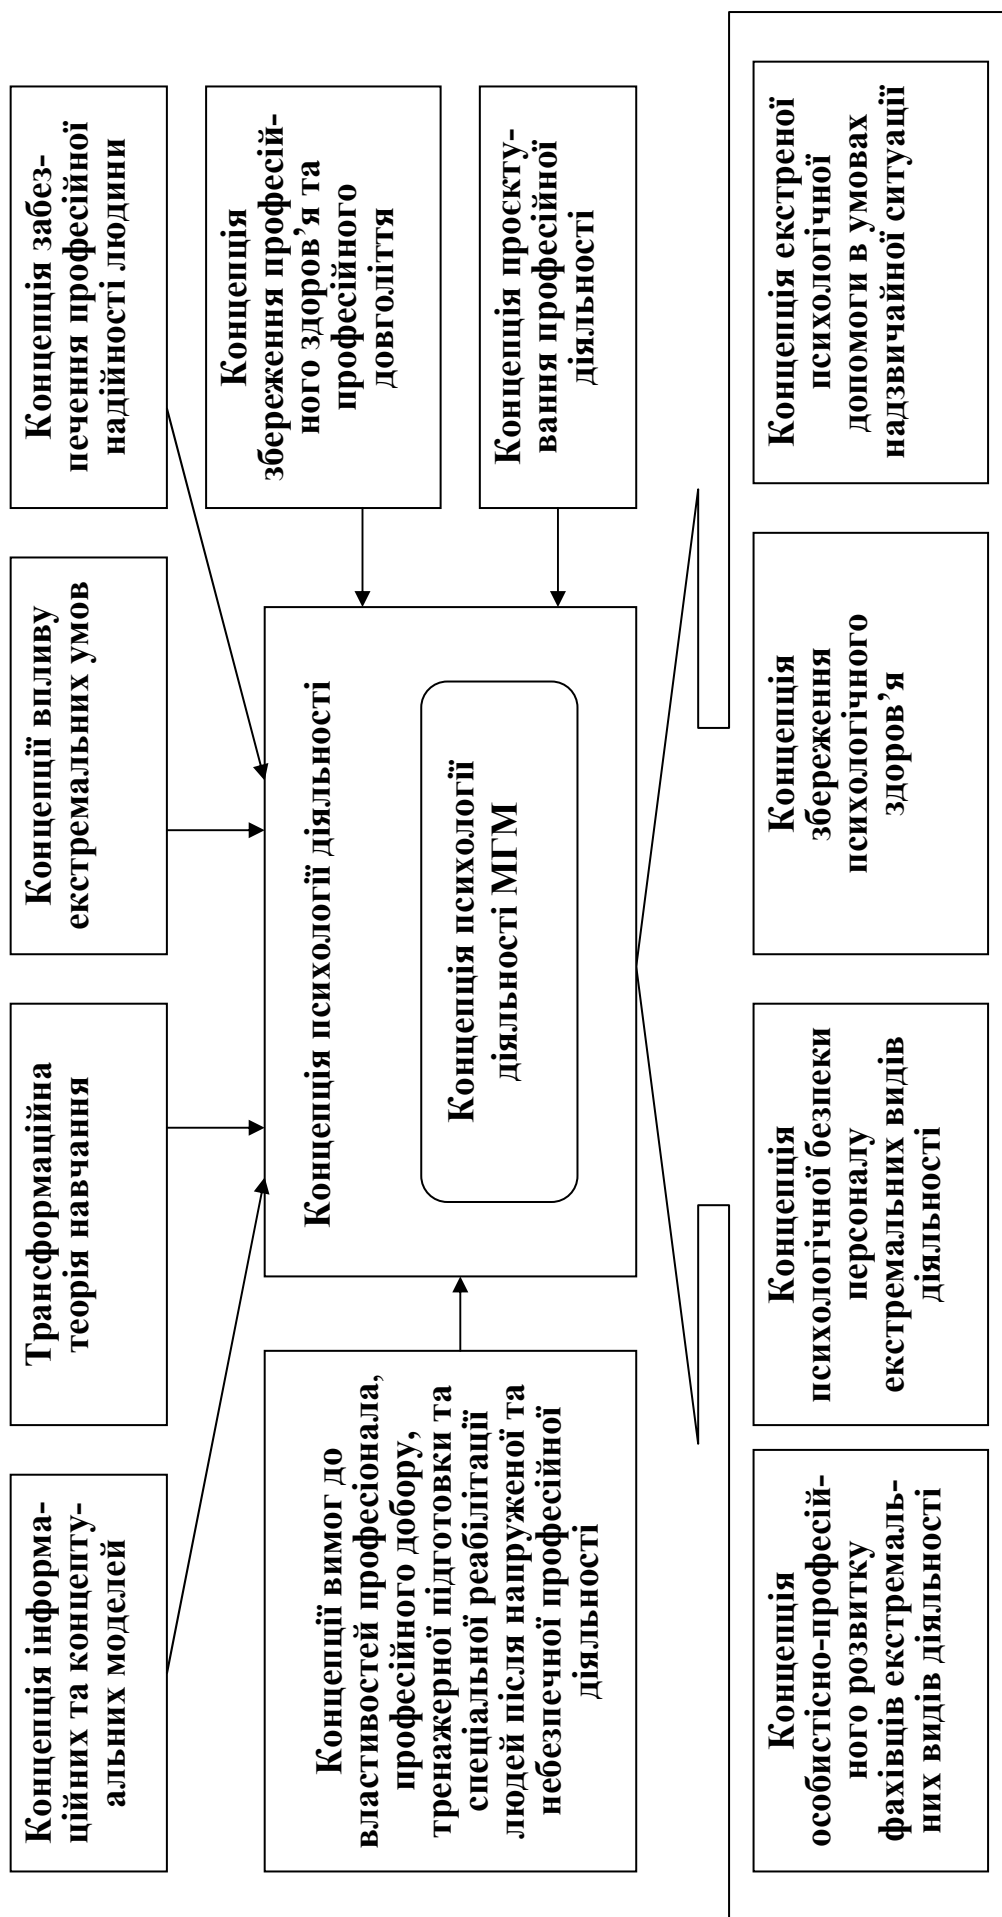 Концепція інформа-
ційних та концепту-
альних моделей
Трансформаційна
теорія навчання
Концепції впливу
екстремальних умов
Концепція забез-
печення професійної
надійності людини
Концепції вимог до
властивостей професіонала,
професійного добору,
тренажерної підготовки та
спеціальної реабілітації
людей після напруженої та
небезпечної професійної
діяльності
Концепція психології діяльності
Концепція психології
діяльності МГМ
Концепція
збереження професій-
ного здоров’я та
професійного
довголіття
Концепція проєкту-
вання професійної
діяльності
Концепція
особистісно-професій-
ного розвитку
фахівців екстремаль-
них видів діяльності
Концепція
психологічної безпеки
персоналу
екстремальних видів
діяльності
Концепція
збереження
психологічного
здоров’я
Концепція екстреної
психологічної
допомоги в умовах
надзвичайної ситуації